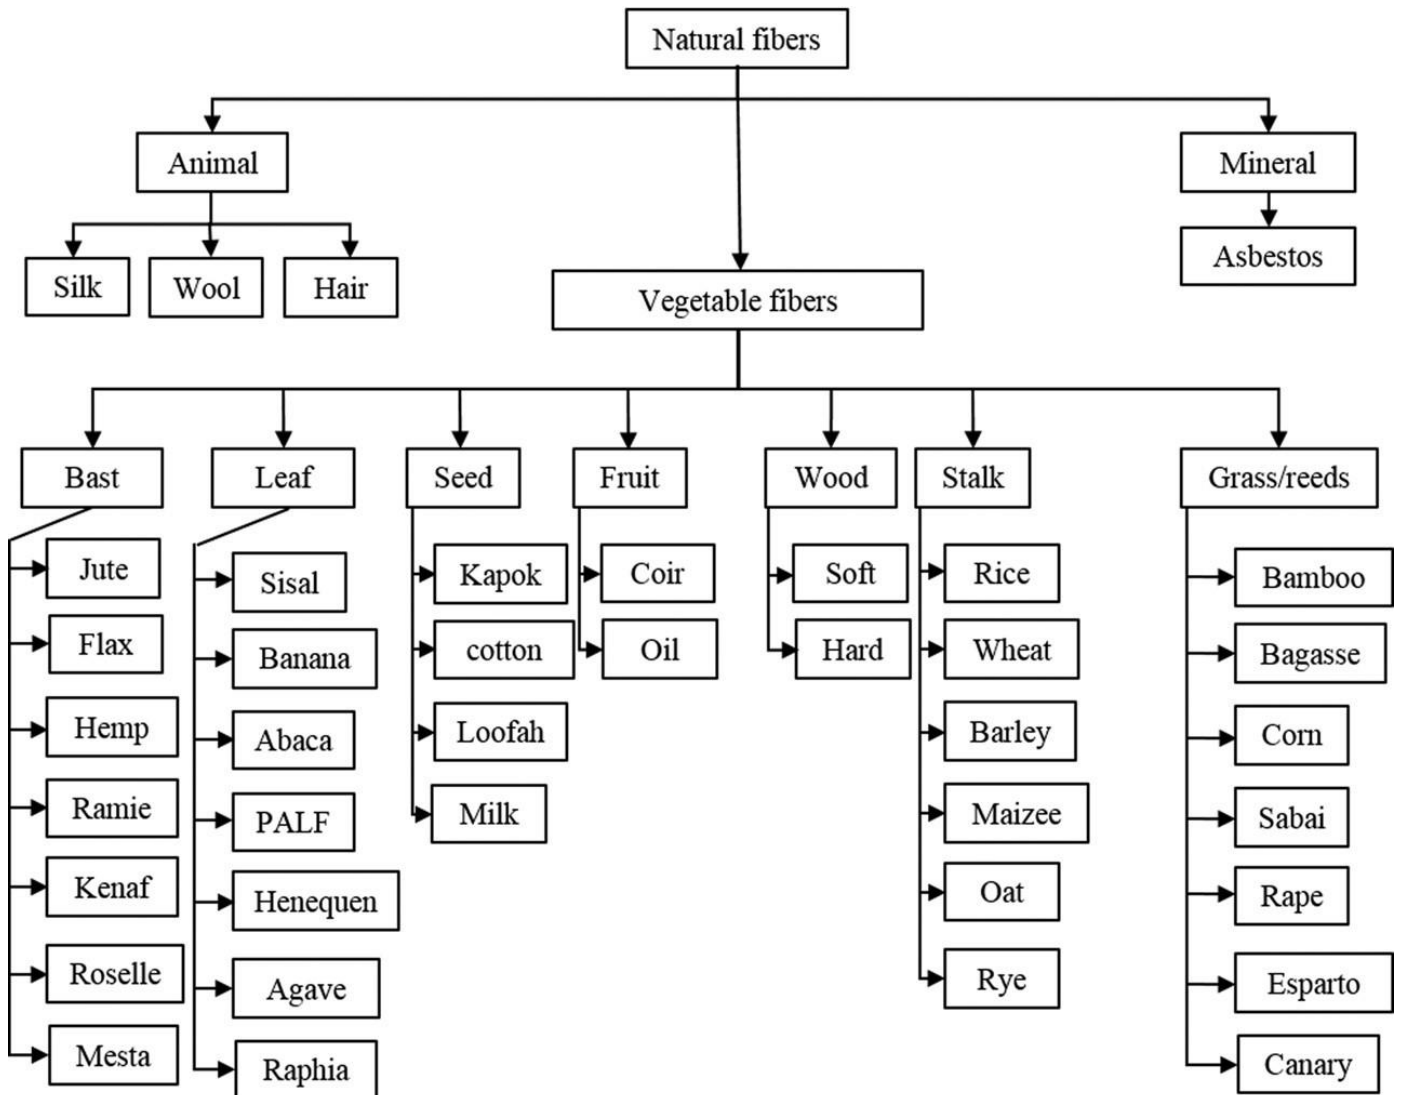 Natural fibers
Animal
Mineral
Asbestos
Silk
Wool
Hair
Vegetable fibers
Bast
Leaf
Seed
Fruit
Wood
Stalk
Grass/reeds
Jute
Flax
Hemp
Ramie
Kenaf
Roselle
Mesta
Sisal
Banana
Abaca
PALF
Henequen
Agave
Raphia
Kapok
cotton
Loofah
Milk
Coir
Oil
Soft
Hard
Rice
Wheat
Barley
Maizee
Oat
Rye
Bamboo
Bagasse
Corn
Sabai
Rape
Esparto
Canary